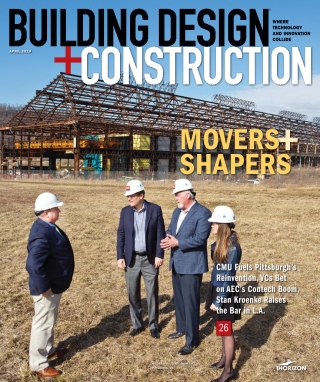 BUILDING DESIGN
WHERE
TECHNOLOGY
AND INNOVATION
COLLIDE
+CONSTRUCTION
MOVERS+
SHAPERS
CMU Fuels Pittsburgh's
Reinvention, VCs Bet
on AEC's Contech Boom,
Stan Kroenke Raises
the Bar in L.A.
26
HORIZON